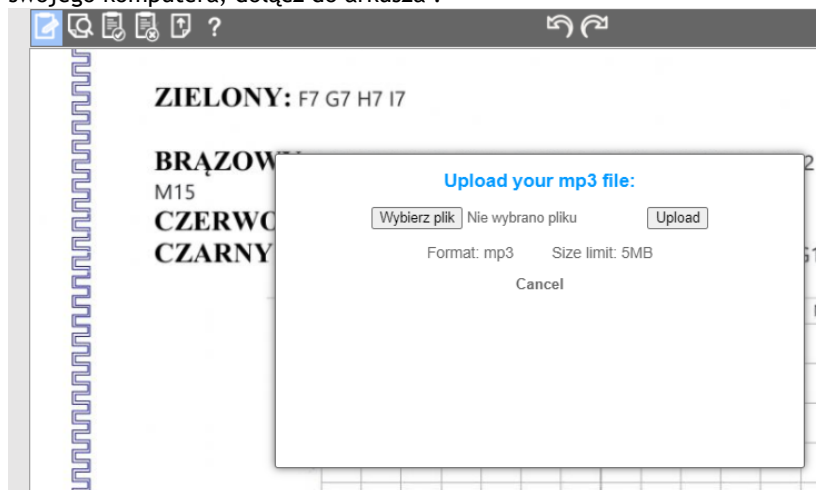 swojego komputera, dołącz do arkusza .
?
ZIELONY: F7 G7 H7 I7
BRĄZOWY
M15
CZERWO
CZARNY
Upload your mp3 file:
Wybierz plik Nie wybrano pliku Upload
Format: mp3 Size limit: 5MB
Cancel